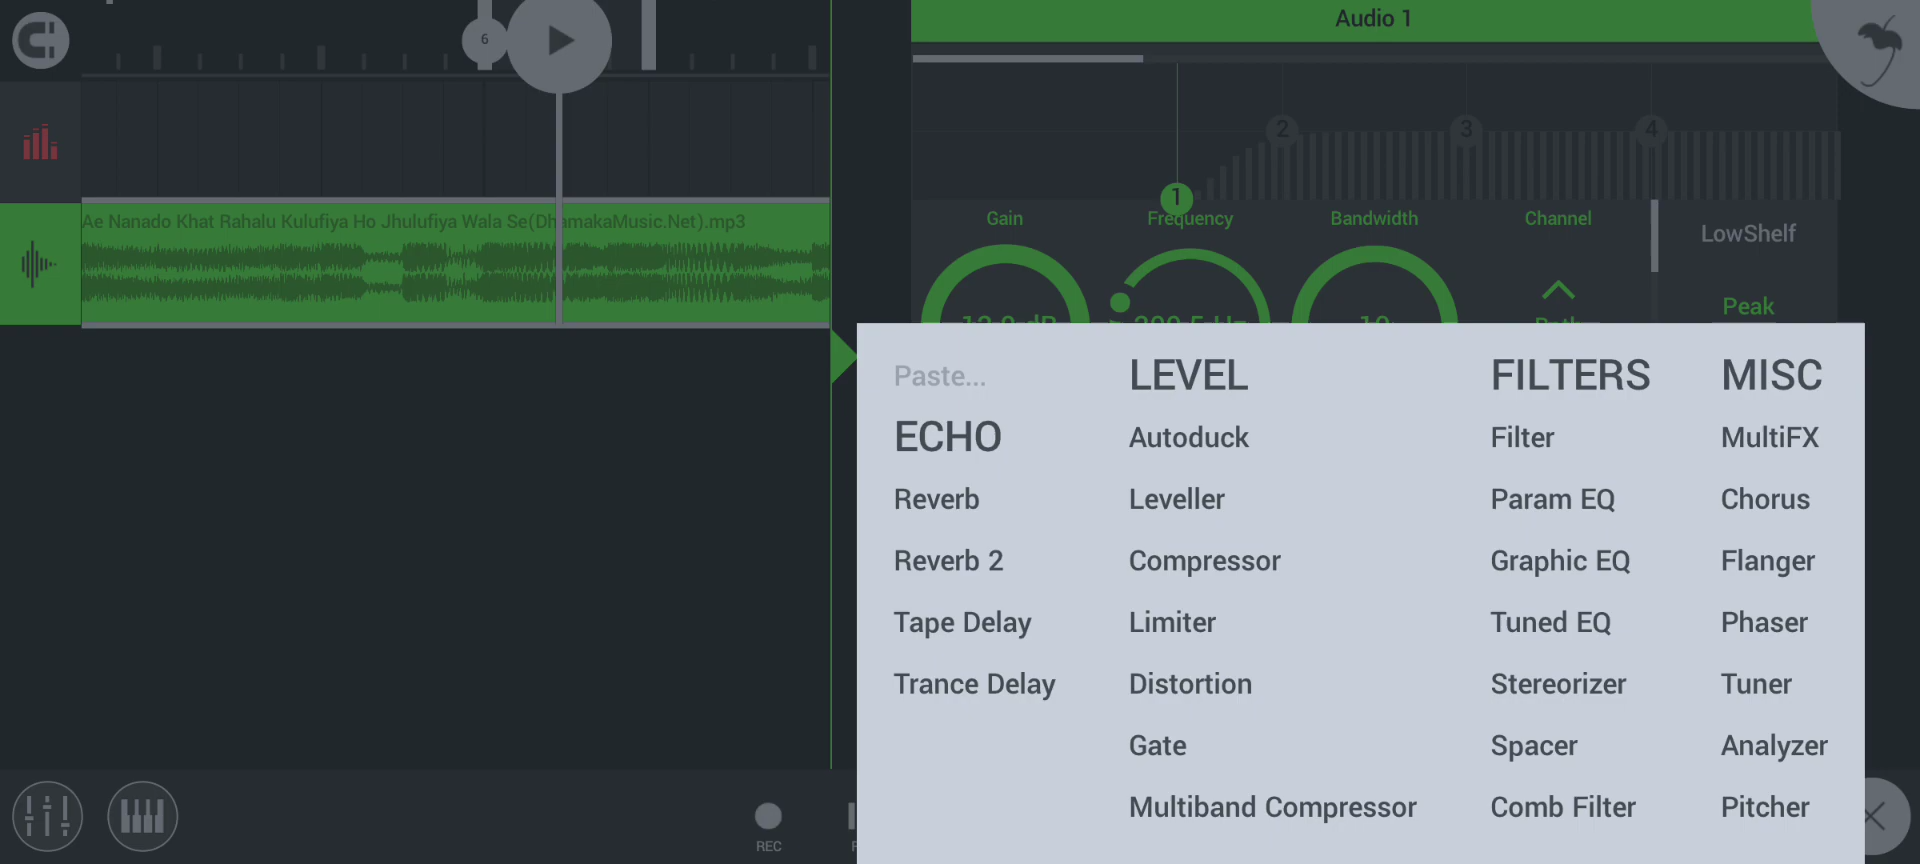 6
Audio 1
2
3
4
1
Ae Nanado Khat Rahalu Kulufiya Ho Jhulufiya Wala Se(DhamakaMusic.Net).mp3
Gain
Frequency
Bandwidth
Channel
LowShelf
Peak
Paste...
ECHO
Reverb
Reverb 2
Tape Delay
Trance Delay
LEVEL
Autoduck
Leveller
Compressor
Limiter
Distortion
Gate
Multiband Compressor
FILTERS
Filter
Param EQ
Graphic EQ
Tuned EQ
Stereorizer
Spacer
Comb Filter
MISC
MultiFX
Chorus
Flanger
Phaser
Tuner
Analyzer
Pitcher
REC